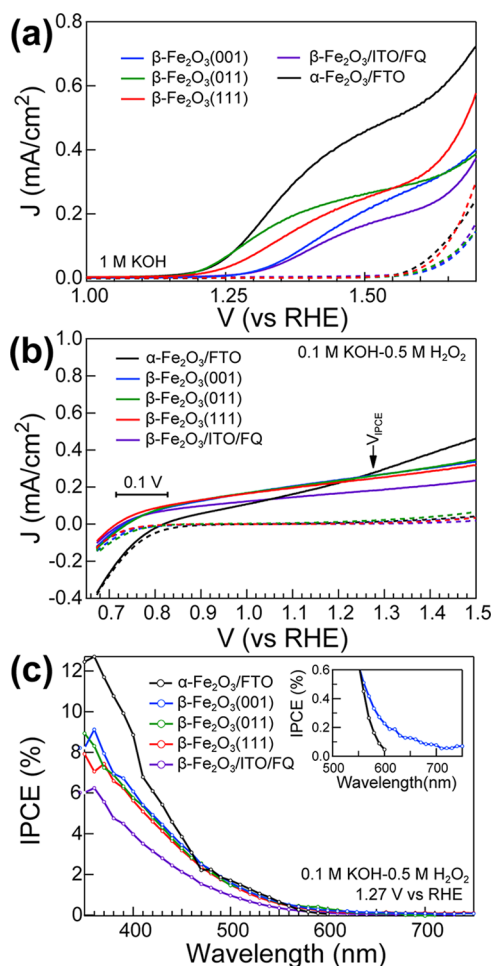 (a)
β-Fe₂O₃(001)
β-Fe₂O₃(011)
β-Fe₂O₃(111)
β-Fe₂O₃/ITO/FQ
α-Fe₂O₃/FTO
0.8
0.6
0.4
0.2
0.0
J (mA/cm²)
1 M KOH
1.00
1.25
1.50
V (vs RHE)
(b)
α-Fe₂O₃/FTO
β-Fe₂O₃(001)
β-Fe₂O₃(011)
β-Fe₂O₃(111)
β-Fe₂O₃/ITO/FQ
0.1 M KOH-0.5 M H₂O₂
V_IPCE
0.1 V
1.0
0.8
0.6
0.4
0.2
0.0
-0.2
-0.4
J (mA/cm²)
0.7 0.8 0.9 1.0 1.1 1.2 1.3 1.4 1.5
V (vs RHE)
(c)
α-Fe₂O₃/FTO
β-Fe₂O₃(001)
β-Fe₂O₃(011)
β-Fe₂O₃(111)
β-Fe₂O₃/ITO/FQ
0.6
0.4
0.2
0.0
IPCE (%)
500 600 700
Wavelength(nm)
12
10
8
6
4
2
0
IPCE (%)
0.1 M KOH-0.5 M H₂O₂
1.27 V vs RHE
400 500 600 700
Wavelength (nm)